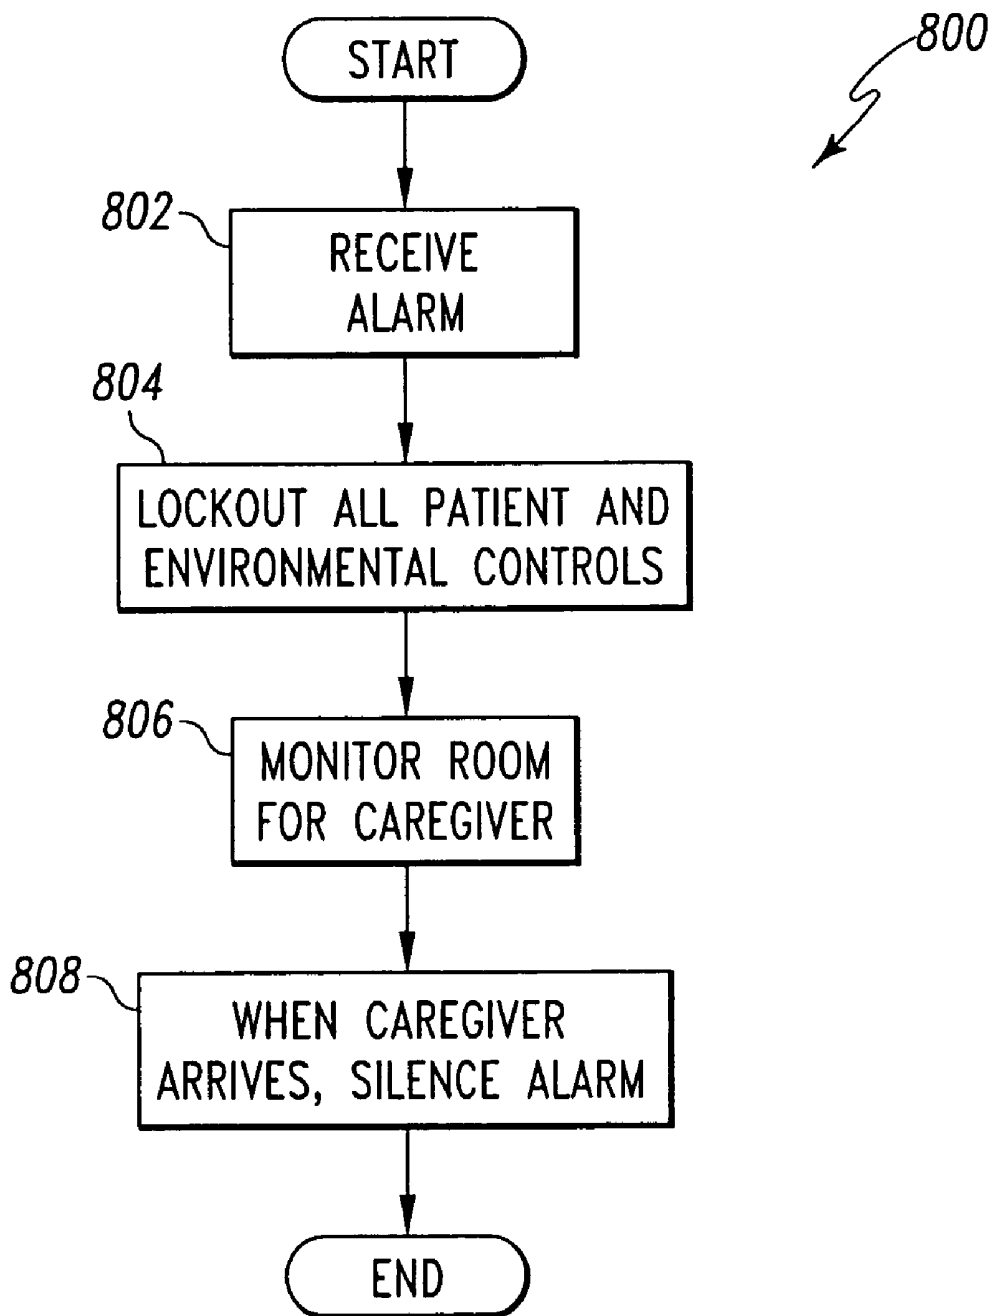 START
800
802
RECEIVE
ALARM
804
LOCKOUT ALL PATIENT AND
ENVIRONMENTAL CONTROLS
806
MONITOR ROOM
FOR CAREGIVER
808
WHEN CAREGIVER
ARRIVES, SILENCE ALARM
END